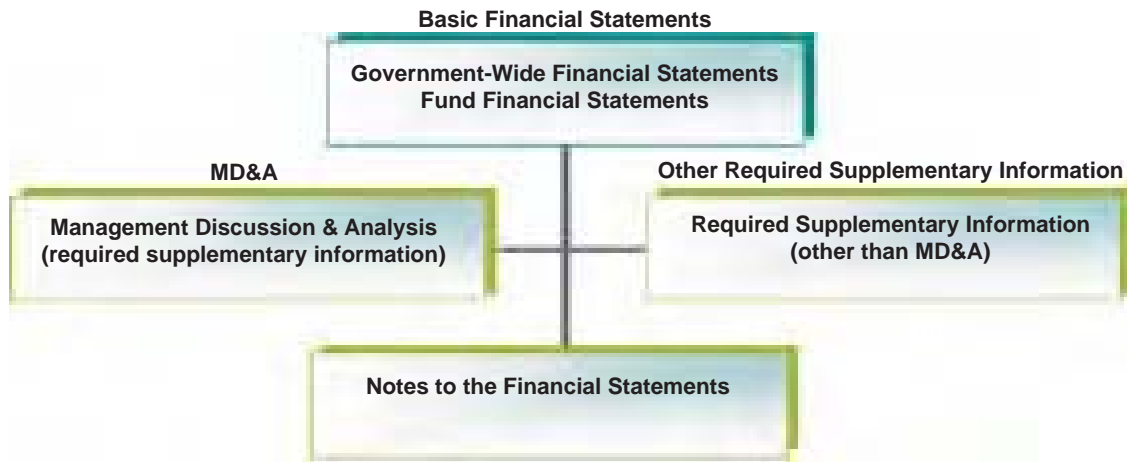 Basic Financial Statements
Government-Wide Financial Statements
Fund Financial Statements
MD&A
Management Discussion & Analysis
(required supplementary information)
Other Required Supplementary Information
Required Supplementary Information
(other than MD&A)
Notes to the Financial Statements